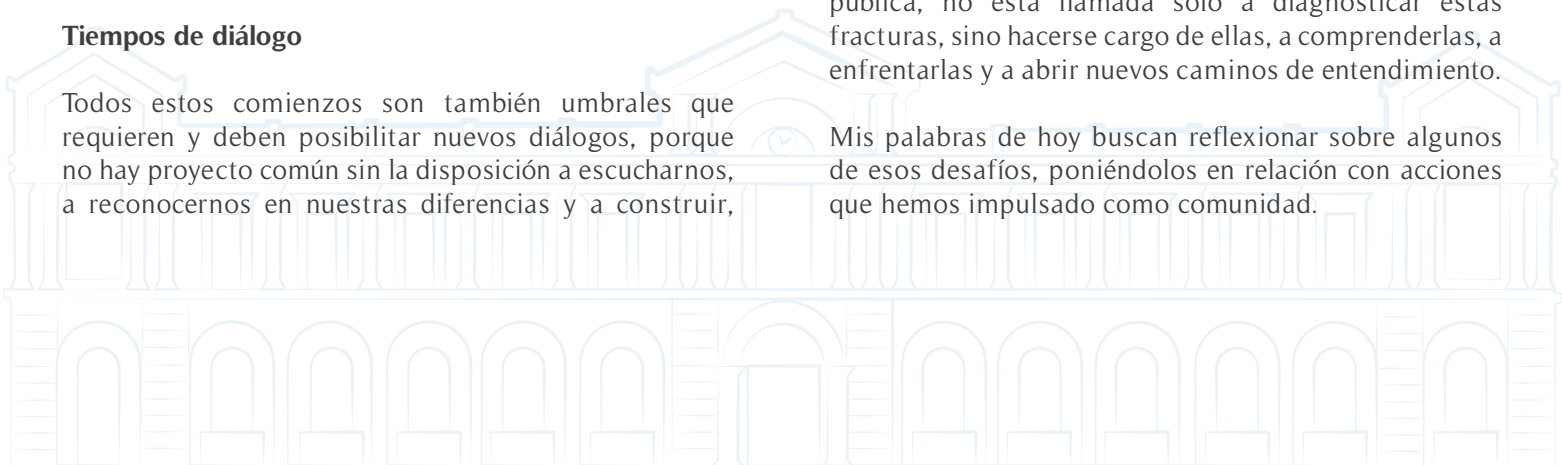 Tiempos de diálogo
Todos estos comienzos son también umbrales que
requieren y deben posibilitar nuevos diálogos, porque
no hay proyecto común sin la disposición a escucharnos,
a reconocernos en nuestras diferencias y a construir,
pública, no está llamada solo a diagnosticar estas
fracturas, sino hacerse cargo de ellas, a comprenderlas, a
enfrentarlas y a abrir nuevos caminos de entendimiento.
Mis palabras de hoy buscan reflexionar sobre algunos
de esos desafíos, poniéndolos en relación con acciones
que hemos impulsado como comunidad.